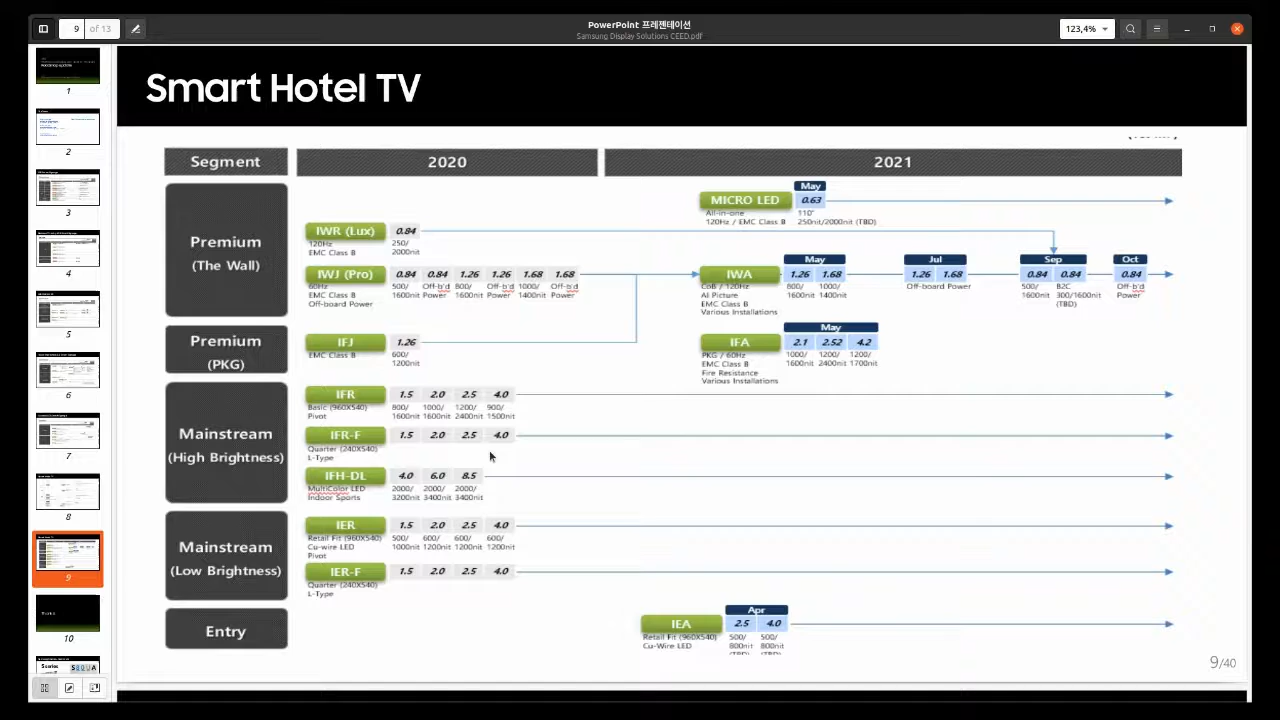 PowerPoint 프레젠테이션
Samsung Display Solutions CEED.pdf
9 of 13
123,4%
Smart Hotel TV
Segment
2020
2021
Premium
(The Wall)
May
MICRO LED 0.63
All-in-one 110"
120Hz / EMC Class B 250nit/2000nit (TBD)
IWR (Lux) 0.84
120Hz 250/
EMC Class B 2000nit
IWJ (Pro) 0.84 0.84 1.26 1.26 1.68 1.68
60Hz 500/ Off-b'd 800/ Off-b'd 1000/ Off-b'd
EMC Class B 1600nit Power 1600nit Power 1400nit Power
Off-board Power
May Jul Sep Oct
IWA 1.26 1.68 1.26 1.68 0.84 0.84 0.84
CoB / 120Hz 800/ 1000/ Off-board Power 500/ B2C Off-b'd
AI Picture 1600nit 1400nit 1600nit 300/1600nit Power
EMC Class B (TBD)
Various Installations
Premium
(PKG)
IFJ 1.26
EMC Class B 600/
1200nit
May
IFA 2.1 2.52 4.2
PKG / 60Hz 1000/ 1200/ 1200/
EMC Class B 1600nit 2400nit 1700nit
Fire Resistance
Various Installations
Mainstream
(High Brightness)
IFR 1.5 2.0 2.5 4.0
Basic (960X540) 800/ 1000/ 1200/ 900/
Pivot 1600nit 1600nit 2400nit 1500nit
IFR-F 1.5 2.0 2.5 4.0
Quarter (240X540)
L-Type
IFH-DL 4.0 6.0 8.5
MultiColor LED 2000/ 2000/ 2000/
Indoor Sports 3200nit 3400nit 3400nit
Mainstream
(Low Brightness)
IER 1.5 2.0 2.5 4.0
Retail Fit (960X540) 500/ 600/ 600/ 600/
Cu-wire LED 1000nit 1200nit 1200nit 1200nit
Pivot
IER-F 1.5 2.0 2.5 4.0
Quarter (240X540)
L-Type
Entry
Apr
IEA 2.5 4.0
Retail Fit (960X540) 500/ 500/
Cu-Wire LED 800nit 800nit
(TBD) (TBD)
9/40
1
2
3
4
5
6
7
8
9
10